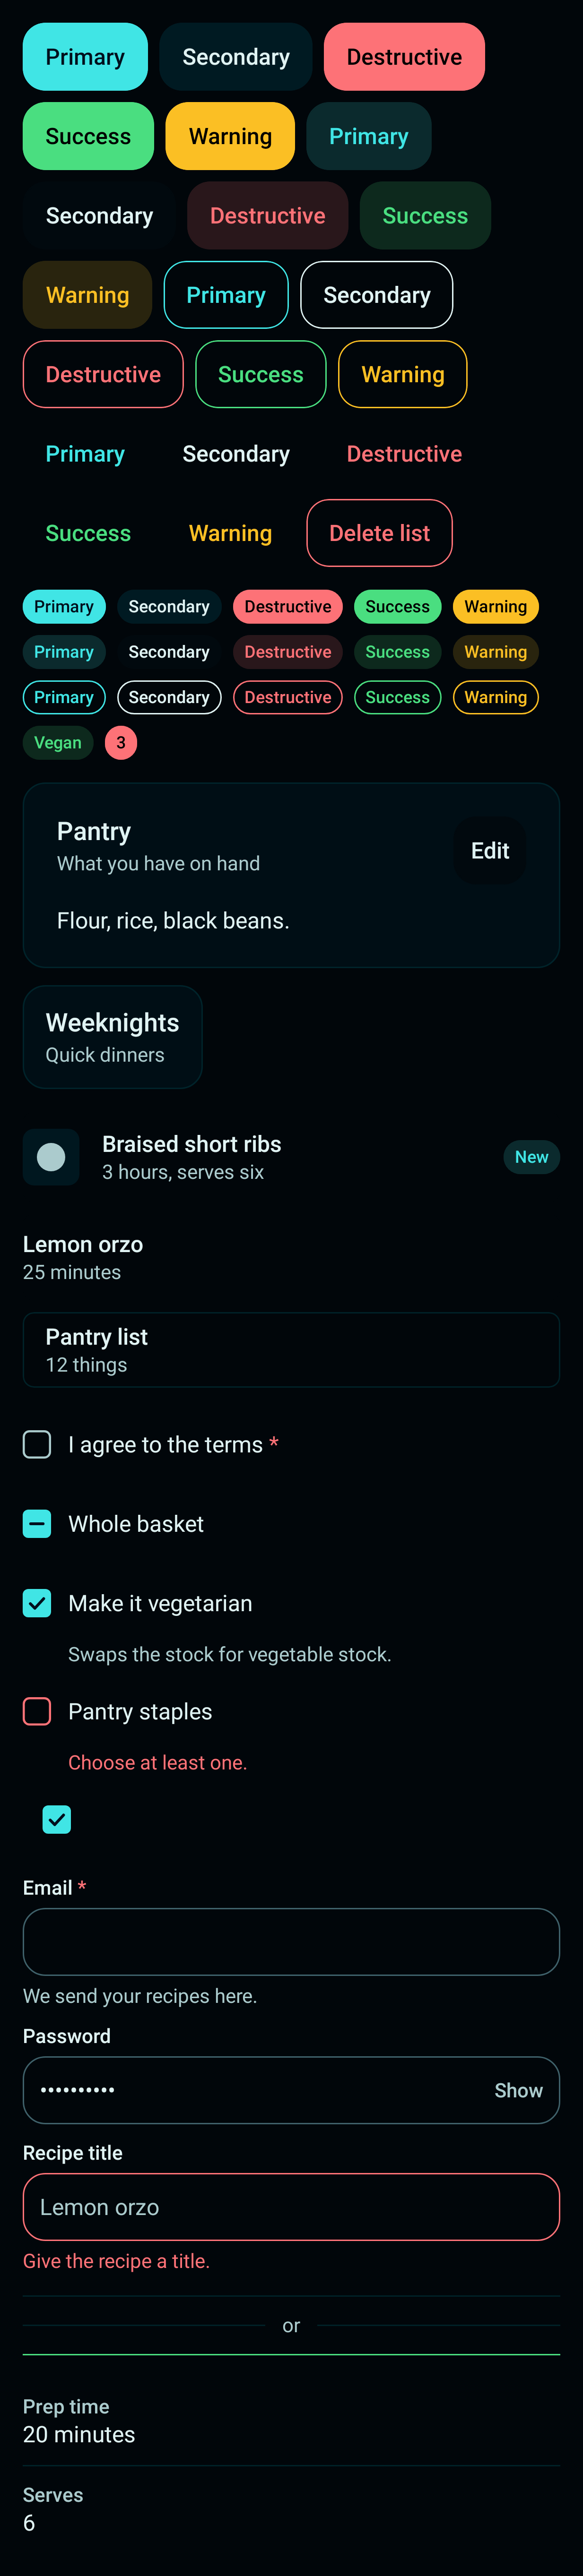 Primary Secondary Destructive
Success Warning Primary
Secondary Destructive Success
Warning Primary Secondary
Destructive Success Warning
Primary Secondary Destructive
Success Warning Delete list
Primary Secondary Destructive Success Warning
Primary Secondary Destructive Success Warning
Primary Secondary Destructive Success Warning
Vegan 3
Pantry
What you have on hand
Edit
Flour, rice, black beans.
Weeknights
Quick dinners
Braised short ribs
3 hours, serves six
New
Lemon orzo
25 minutes
Pantry list
12 things
I agree to the terms *
Whole basket
Make it vegetarian
Swaps the stock for vegetable stock.
Pantry staples
Choose at least one.
Email *
We send your recipes here.
Password
•••••••••• Show
Recipe title
Lemon orzo
Give the recipe a title.
or
Prep time
20 minutes
Serves
6